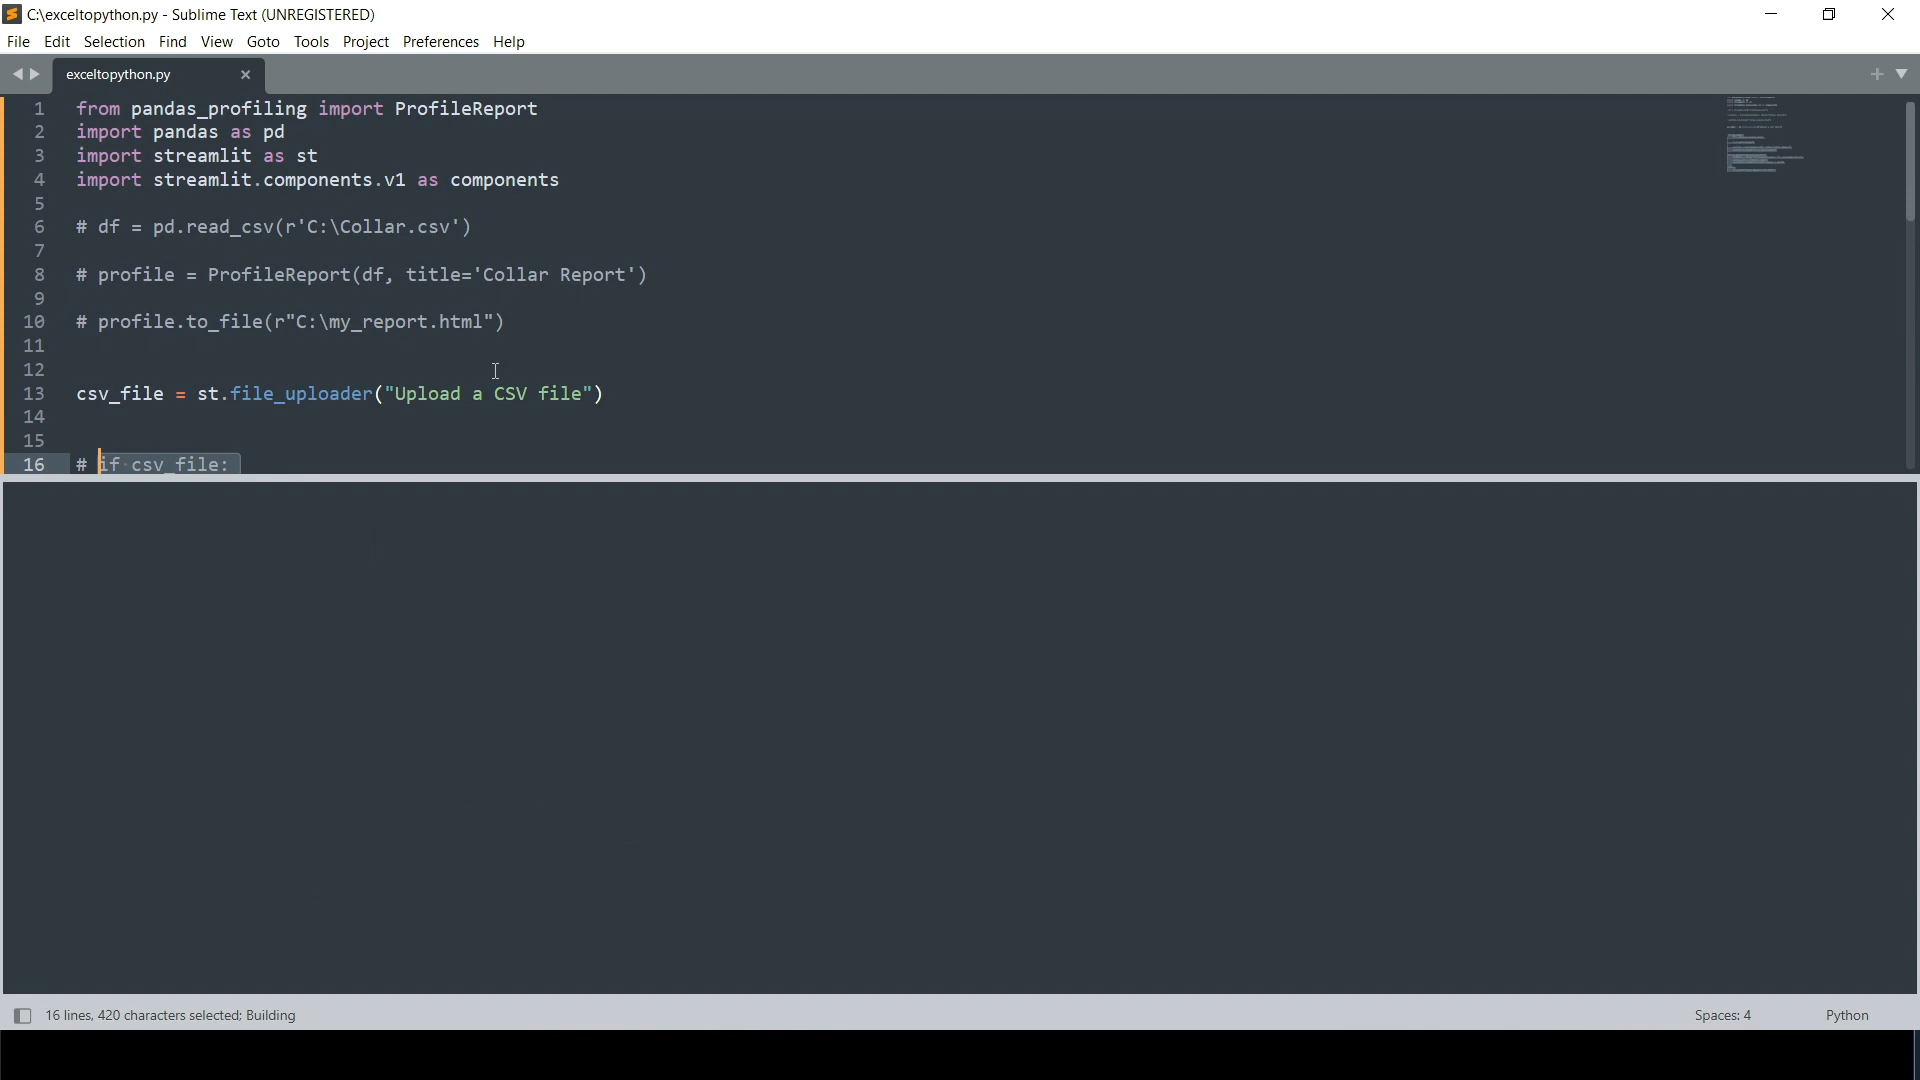 C:\exceltopython.py - Sublime Text (UNREGISTERED)
File Edit Selection Find View Goto Tools Project Preferences Help
exceltopython.py
1 from pandas_profiling import ProfileReport
2 import pandas as pd
3 import streamlit as st
4 import streamlit.components.v1 as components
5
6 # df = pd.read_csv(r'C:\Collar.csv')
7
8 # profile = ProfileReport(df, title='Collar Report')
9
10 # profile.to_file(r"C:\my_report.html")
11
12
13 csv_file = st.file_uploader("Upload a CSV file")
14
15
16 # if csv_file:
16 lines, 420 characters selected; Building
Spaces: 4
Python